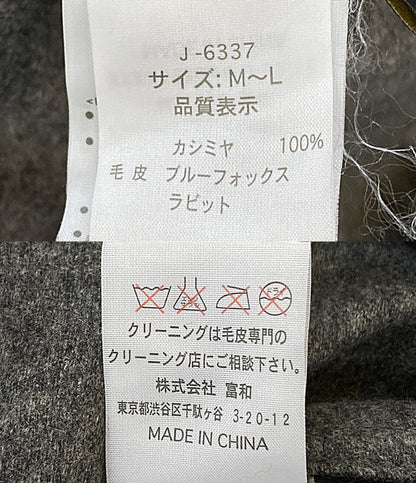 J-6337
サイズ: M～L
品質表示
カシミヤ 100%
毛皮 ブルーフォックス
ラビット
クリーニングは毛皮専門の
クリーニング店にご相談下さい。
株式会社 富和
東京都渋谷区千駄ヶ谷 3-20-12
MADE IN CHINA